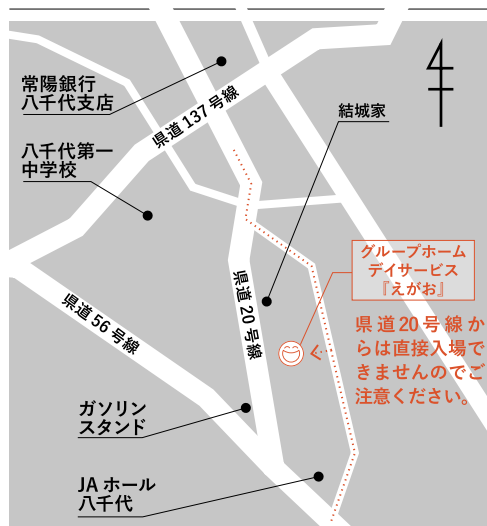 常陽銀行
八千代支店
県道137号線
結城家
八千代第一
中学校
グループホーム
デイサービス
『えがお』
県道20号線
県道56号線
県道20号線か
らは直接入場で
きませんのでご
注意ください。
ガソリン
スタンド
JAホール
八千代